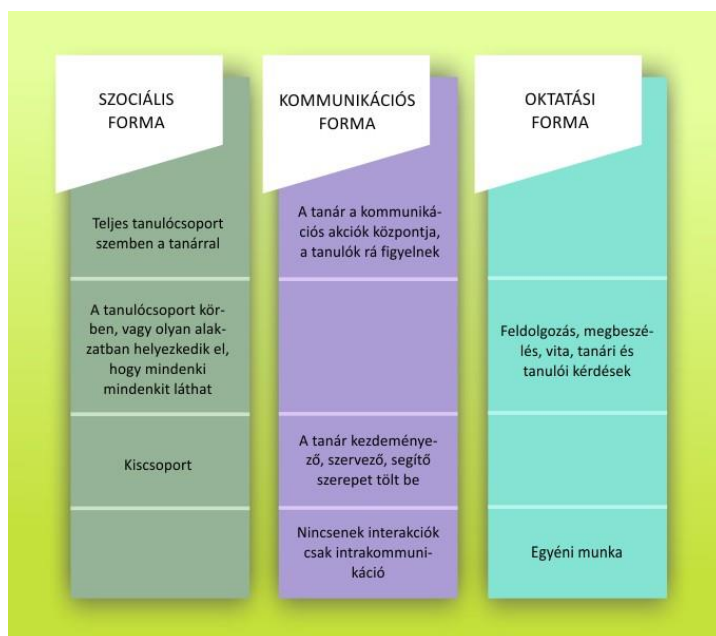 SZOCIÁLIS
FORMA
KOMMUNIKÁCIÓS
FORMA
OKTATÁSI
FORMA
Teljes tanulócsoport
szemben a tanárral
A tanár a kommuniká-
ciós akciók központja,
a tanulók rá figyelnek
A tanulócsoport kör-
ben, vagy olyan alak-
zatban helyezkedik el,
hogy mindenki
mindenkit láthat
Feldolgozás, megbeszé-
lés, vita, tanári és
tanulói kérdések
Kiscsoport
A tanár kezdeménye-
ző, szervező, segítő
szerepet tölt be
Nincsenek interakciók
csak intrakommuni-
káció
Egyéni munka